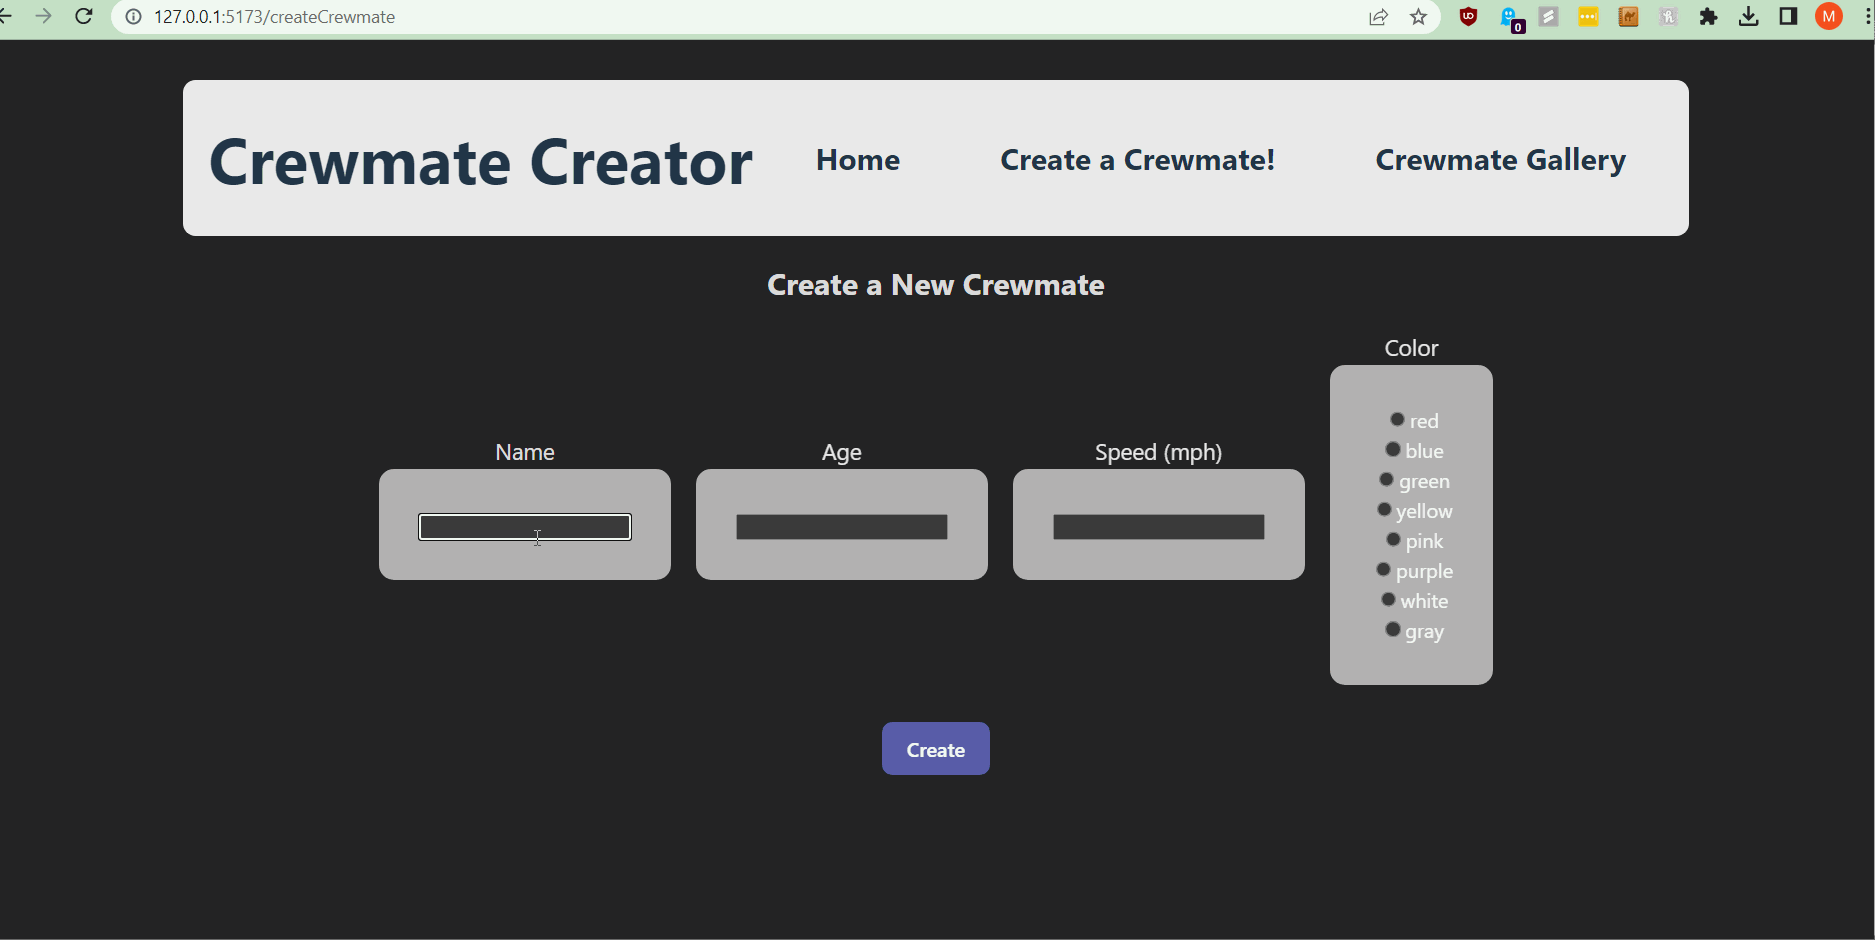 127.0.0.1:5173/createCrewmate
0
M
Crewmate Creator
Home
Create a Crewmate!
Crewmate Gallery
Create a New Crewmate
Name
Age
Speed (mph)
Color
red
blue
green
yellow
pink
purple
white
gray
Create